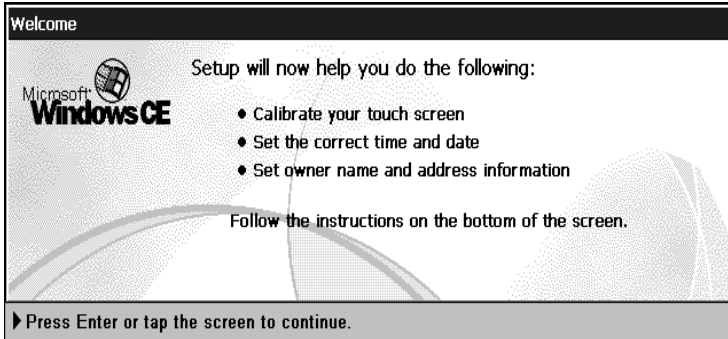 Welcome
Microsoft
Windows CE
Setup will now help you do the following:
• Calibrate your touch screen
• Set the correct time and date
• Set owner name and address information
Follow the instructions on the bottom of the screen.
Press Enter or tap the screen to continue.